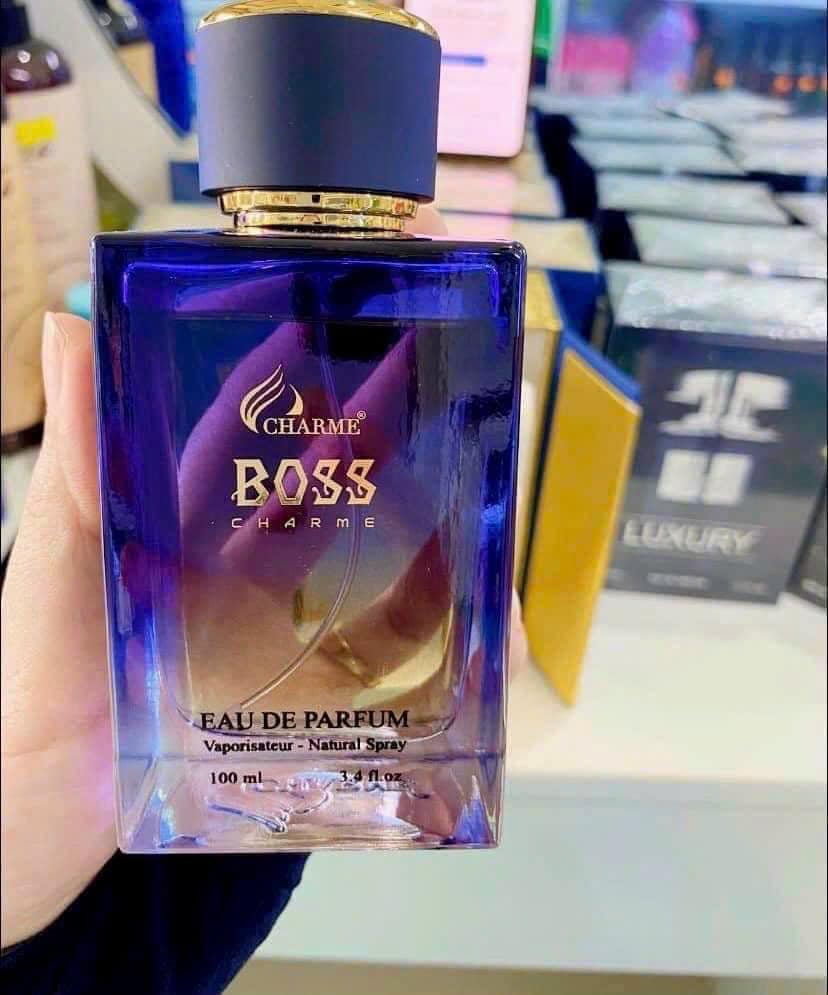 CHARME®
BOSS
CHARME
EAU DE PARFUM
Vaporisateur - Natural Spray
100 ml 3.4 fl.oz
LUXURY